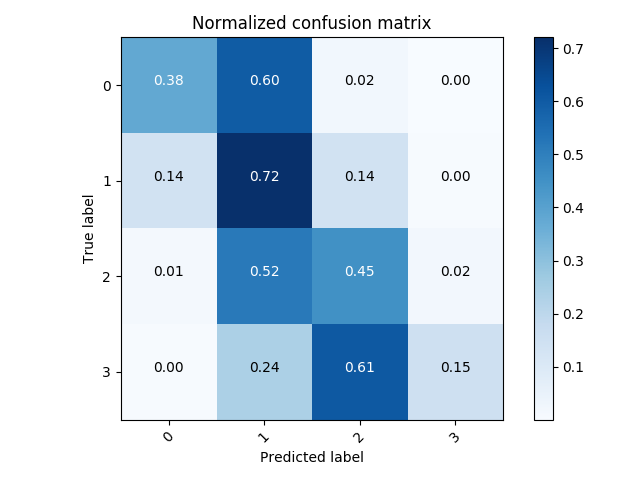 Normalized confusion matrix
True label
0 0.38 0.60 0.02 0.00
1 0.14 0.72 0.14 0.00
2 0.01 0.52 0.45 0.02
3 0.00 0.24 0.61 0.15
0 1 2 3
Predicted label
0.7
0.6
0.5
0.4
0.3
0.2
0.1